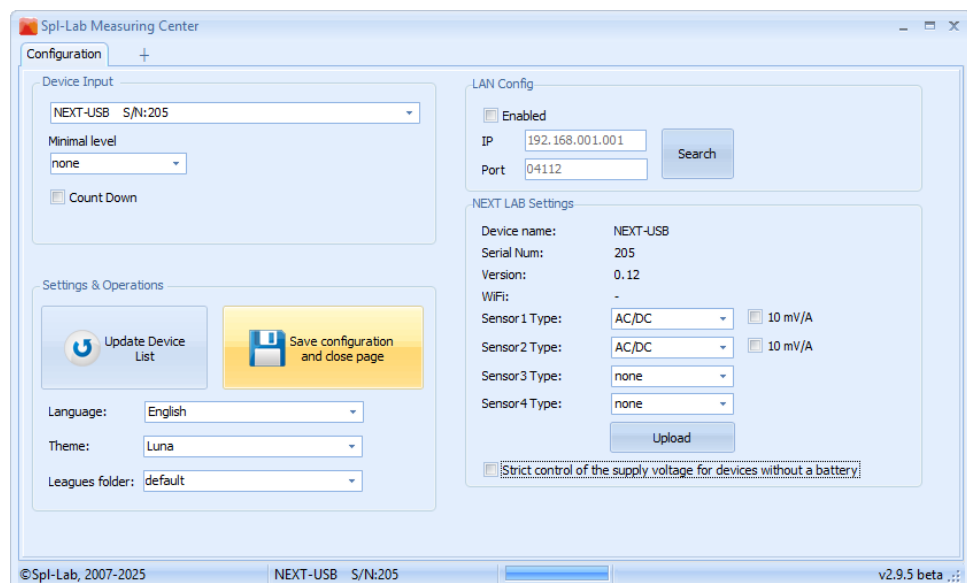 Spl-Lab Measuring Center
Configuration
+
Device Input
NEXT-USB S/N:205
Minimal level
none
Count Down
Settings & Operations
Update Device
List
Save configuration
and close page
Language: English
Theme: Luna
Leagues folder: default
LAN Config
Enabled
IP 192.168.001.001
Port 04112
Search
NEXT LAB Settings
Device name: NEXT-USB
Serial Num: 205
Version: 0.12
WiFi: -
Sensor1 Type: AC/DC 10 mV/A
Sensor2 Type: AC/DC 10 mV/A
Sensor3 Type: none
Sensor4 Type: none
Upload
Strict control of the supply voltage for devices without a battery
©Spl-Lab, 2007-2025 NEXT-USB S/N:205 v2.9.5 beta